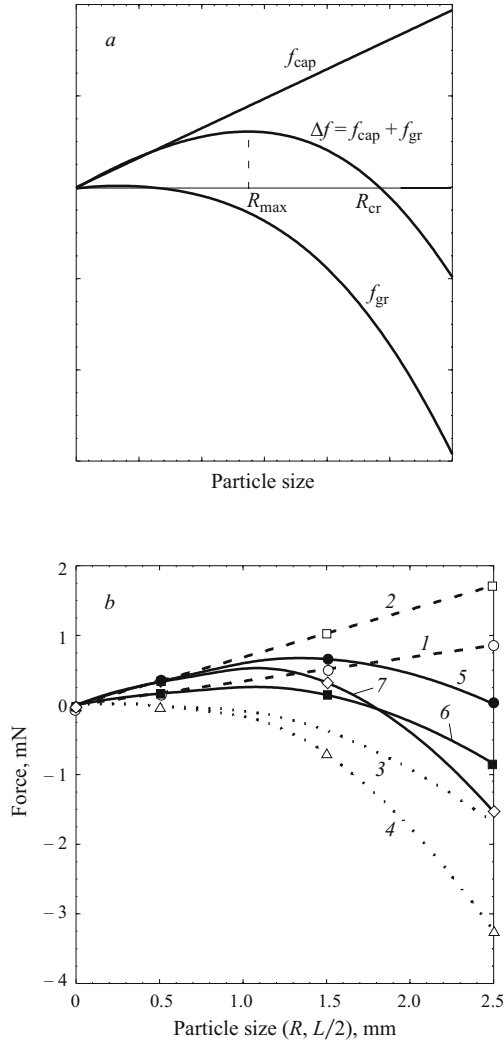 a
f_cap
Δf = f_cap + f_gr
R_max
R_cr
f_gr
Particle size
b
2
1
0
– 1
– 2
– 3
– 4
Force, mN
2
1
7
5
6
3
4
0
0.5
1.0
1.5
2.0
2.5
Particle size (R, L/2), mm